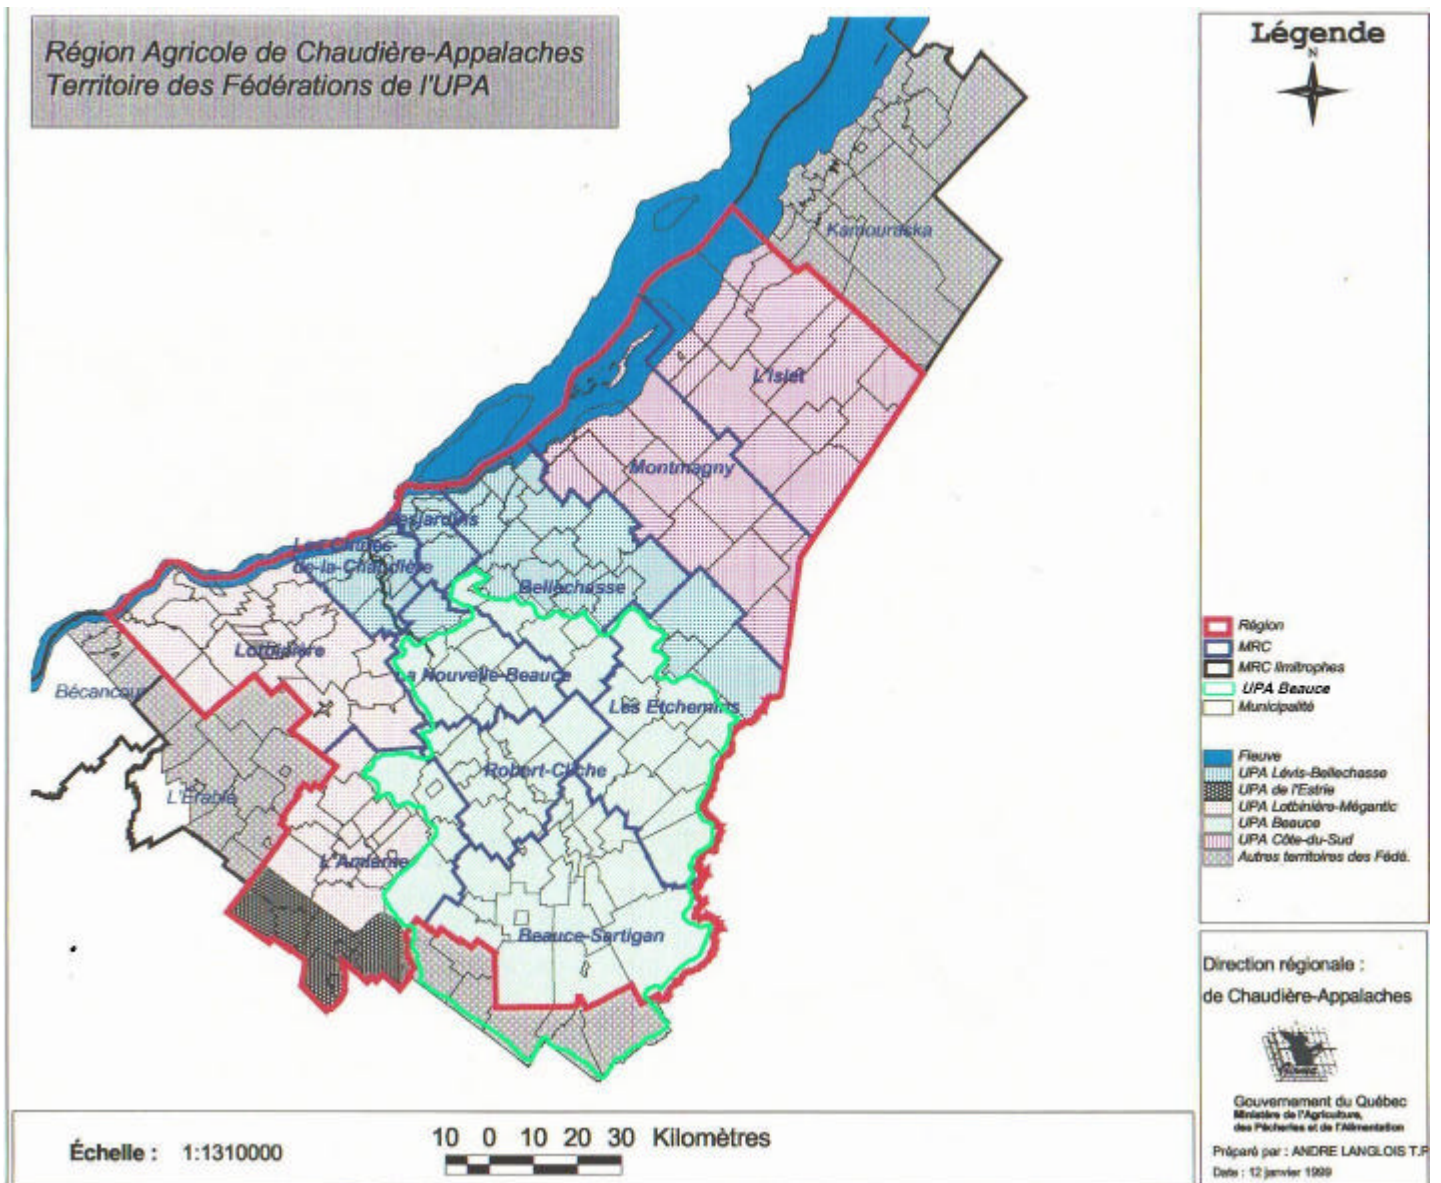 Région Agricole de Chaudière-Appalaches
Territoire des Fédérations de l'UPA
Légende
N
Kamouraska
L'Islet
Montmagny
Desjardins
Les Chutes-
de-la-Chaudière
Bellechasse
Lotbinière
La Nouvelle-Beauce
Bécancour
Les Etchemins
Robert-Cliche
L'Érable
L'Amiante
Beauce-Sartigan
Région
MRC
MRC limitrophes
UPA Beauce
Municipalité
Fleuve
UPA Lévis-Bellechasse
UPA de l'Estrie
UPA Lotbinière-Mégantic
UPA Beauce
UPA Côte-du-Sud
Autres territoires des Fédé.
Direction régionale :
de Chaudière-Appalaches
Gouvernement du Québec
Ministère de l'Agriculture,
des Pêcheries et de l'Alimentation
Préparé par : ANDRE LANGLOIS T.P
Date : 12 janvier 1999
Échelle : 1:1310000
10 0 10 20 30 Kilomètres